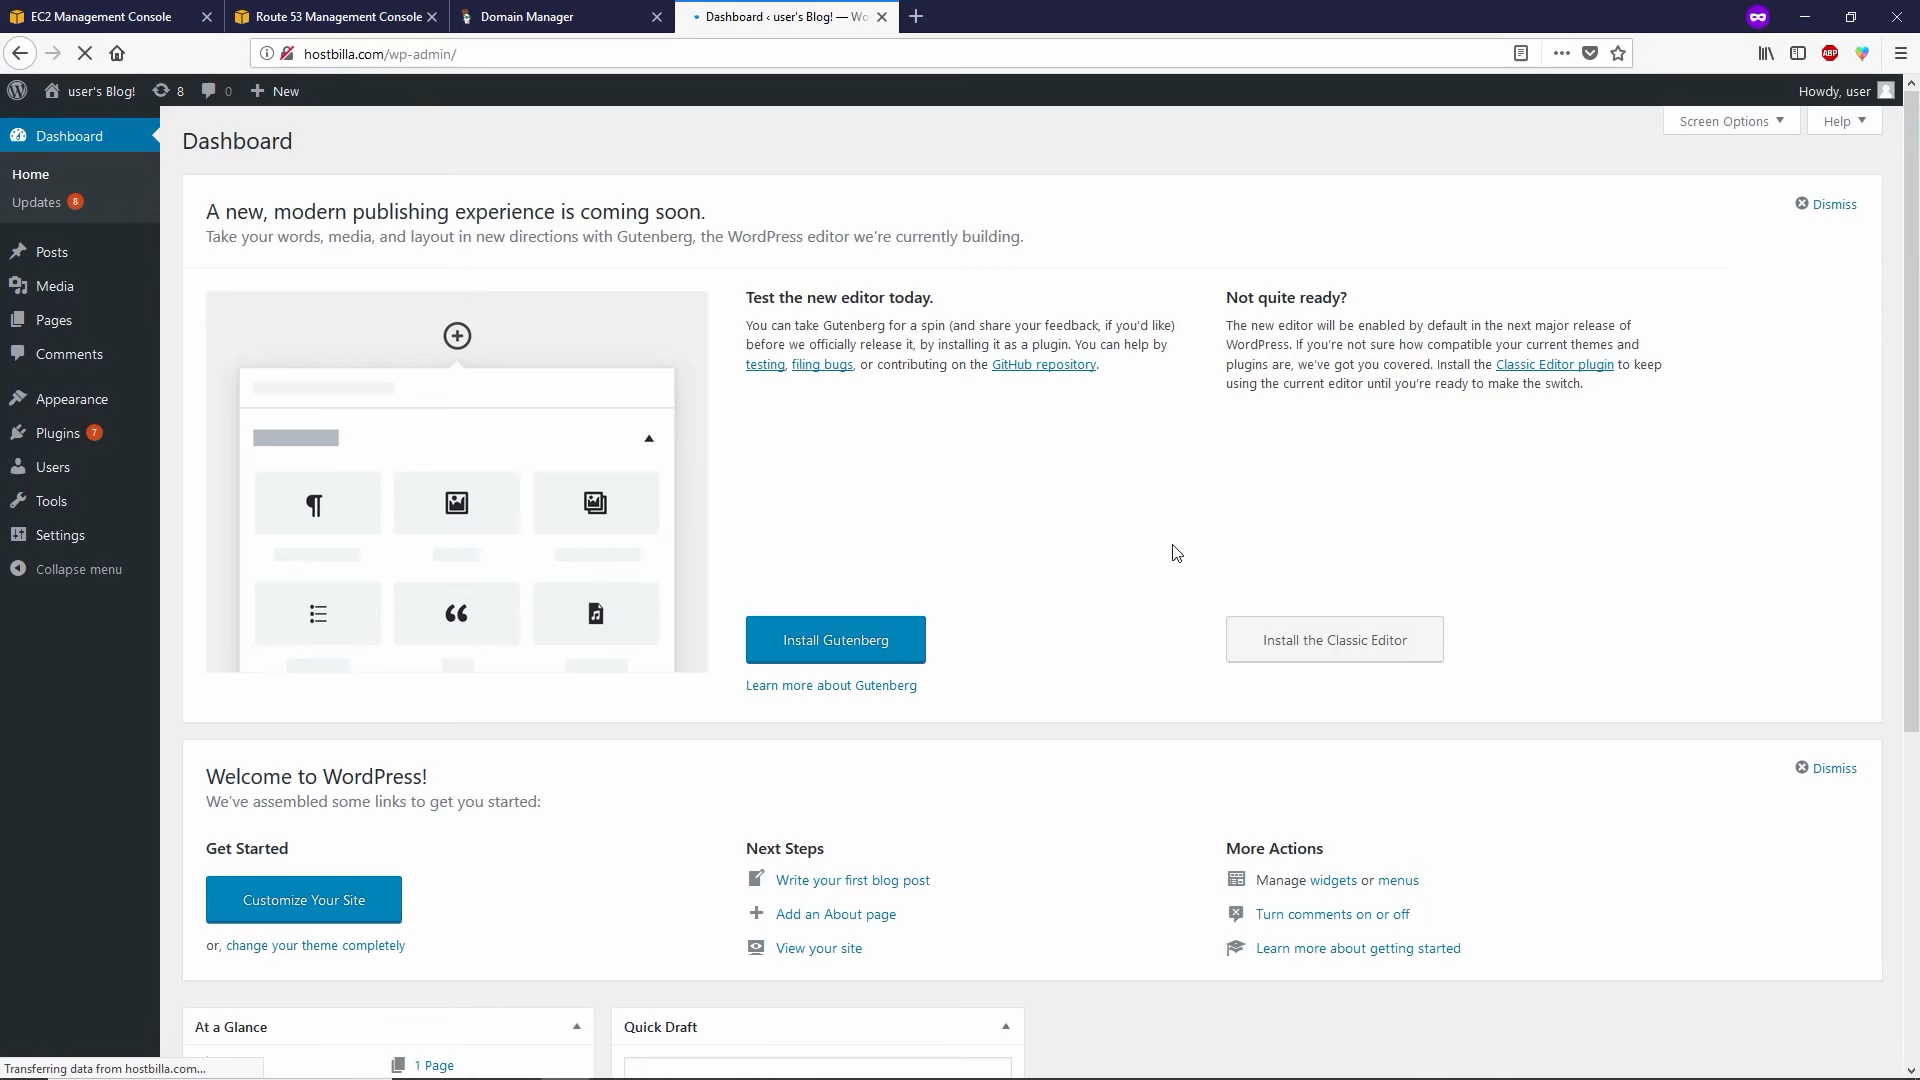 EC2 Management Console
Route 53 Management Console
Domain Manager
Dashboard ‹ user's Blog! — Wo
hostbilla.com/wp-admin/
ABP
user's Blog!
8
0
New
Howdy, user
Dashboard
Home
Updates 8
Posts
Media
Pages
Comments
Appearance
Plugins 7
Users
Tools
Settings
Collapse menu
Screen Options
Help
Dashboard
A new, modern publishing experience is coming soon.
Dismiss
Take your words, media, and layout in new directions with Gutenberg, the WordPress editor we're currently building.
Test the new editor today.
You can take Gutenberg for a spin (and share your feedback, if you'd like)
before we officially release it, by installing it as a plugin. You can help by
testing, filing bugs, or contributing on the GitHub repository.
Install Gutenberg
Learn more about Gutenberg
Not quite ready?
The new editor will be enabled by default in the next major release of
WordPress. If you're not sure how compatible your current themes and
plugins are, we've got you covered. Install the Classic Editor plugin to keep
using the current editor until you're ready to make the switch.
Install the Classic Editor
Welcome to WordPress!
Dismiss
We've assembled some links to get you started:
Get Started
Customize Your Site
or, change your theme completely
Next Steps
Write your first blog post
Add an About page
View your site
More Actions
Manage widgets or menus
Turn comments on or off
Learn more about getting started
At a Glance
1 Page
Quick Draft
Transferring data from hostbilla.com...